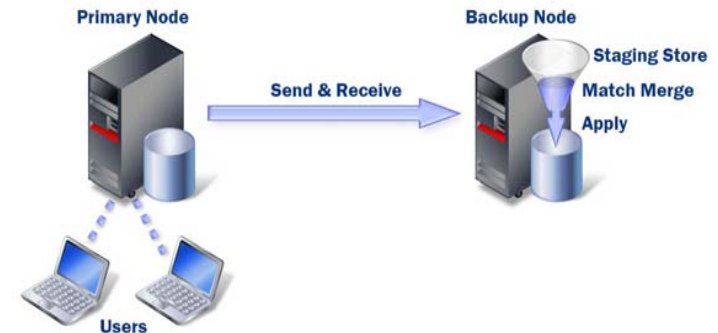 Primary Node
Backup Node
Send & Receive
Staging Store
Match Merge
Apply
Users